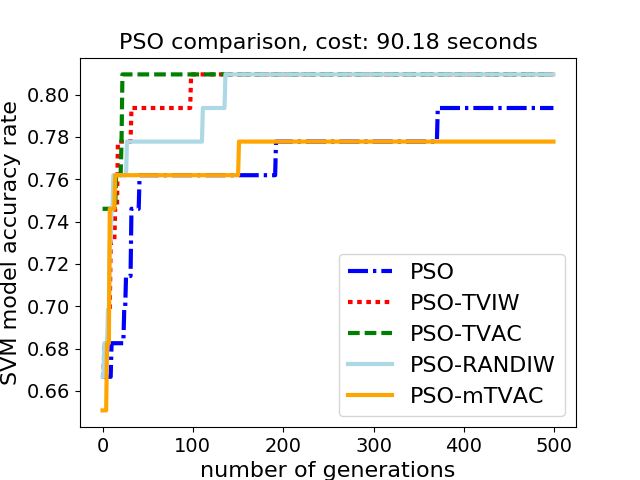 PSO comparison, cost: 90.18 seconds
SVM model accuracy rate
0.80
0.78
0.76
0.74
0.72
0.70
0.68
0.66
PSO
PSO-TVIW
PSO-TVAC
PSO-RANDIW
PSO-mTVAC
0 100 200 300 400 500
number of generations